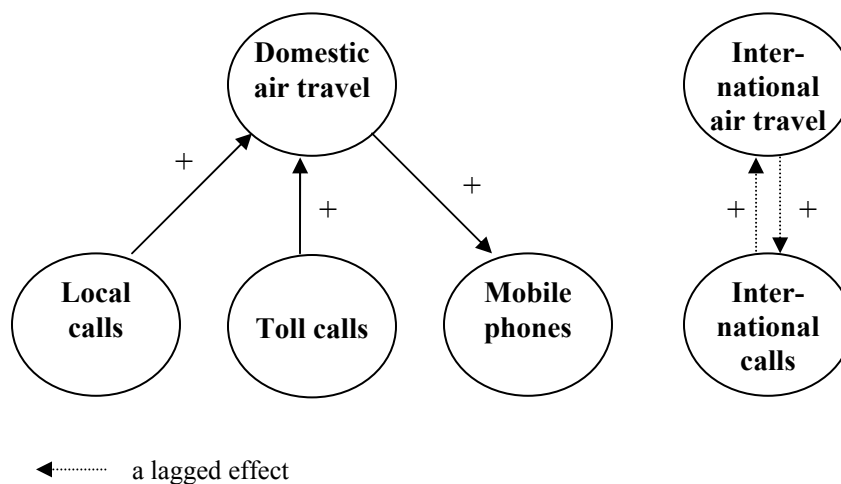 Domestic
air travel
Inter-
national
air travel
+
+
+
+
+
Local
calls
Toll calls
Mobile
phones
Inter-
national
calls
a lagged effect